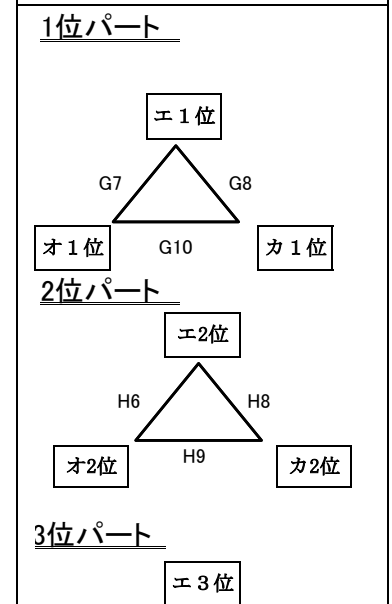 1位パート
エ１位
G7 G8
オ１位 G10 カ１位
2位パート
エ2位
H6 H8
オ2位 H9 カ2位
3位パート
エ３位